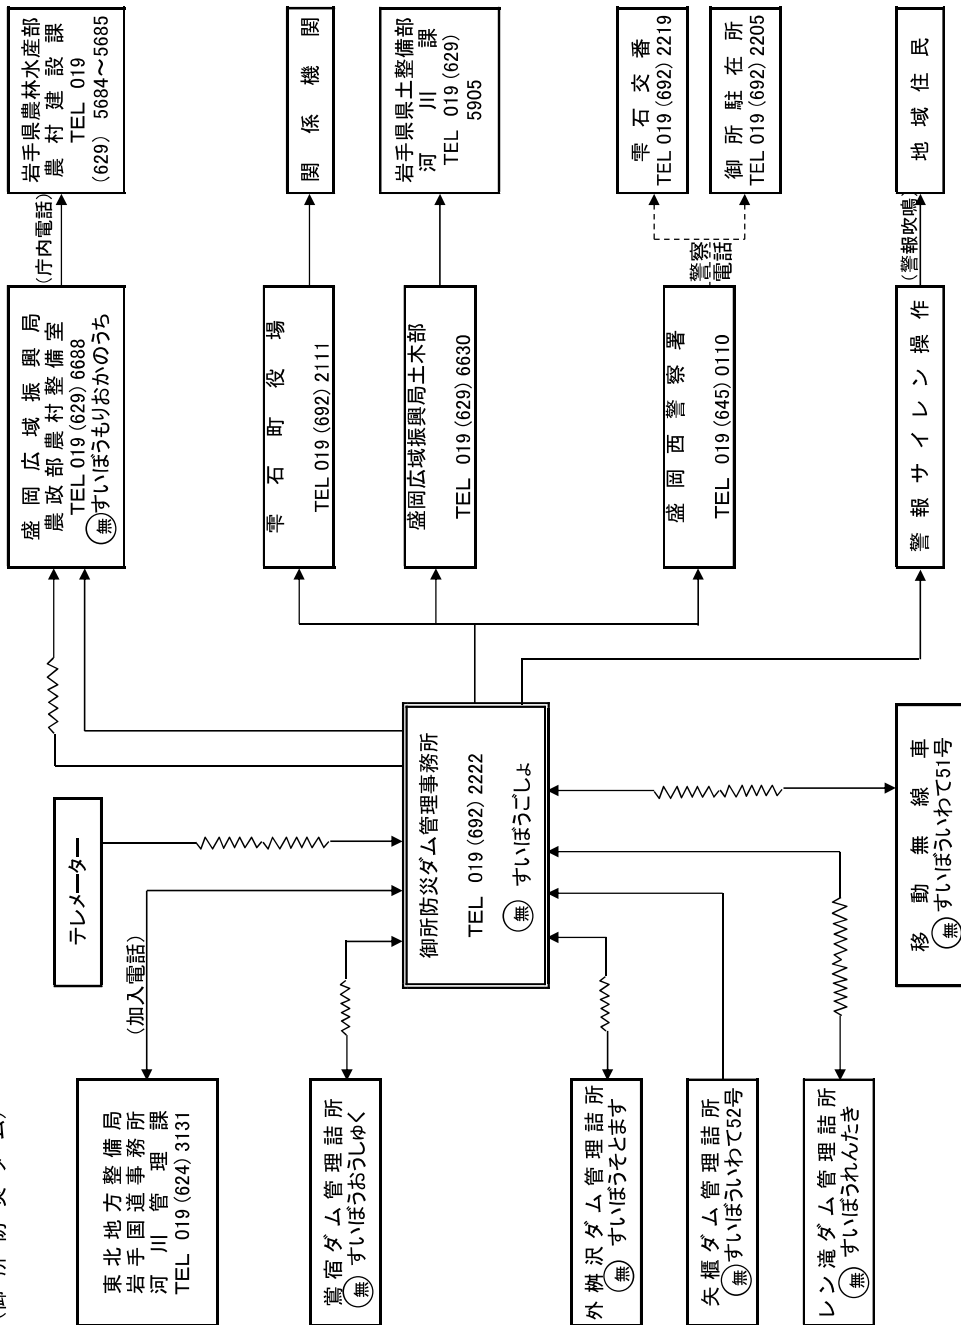 (御所防災ダム)
東北地方整備局
岩手国道事務所
河川管理課
TEL 019 (624) 3131
鶯宿ダム管理詰所
� 無 すいぼうおうしゅく
外桝沢ダム管理詰所
無 すいぼうそとます
矢櫃ダム管理詰所
無 すいぼういわて52号
レン滝ダム管理詰所
無 すいぼうれんたき
(加入電話)
テレメーター
御所防災ダム管理事務所
TEL 019 (692) 2222
無 すいぼうごしょ
移動無線車
無 すいぼういわて51号
盛岡広域振興局
農政部農村整備室
TEL 019 (629) 6688
無 すいぼうもりおかのうち
雫石町役場
TEL 019 (692) 2111
盛岡広域振興局土木部
TEL 019 (629) 6630
盛岡西警察署
TEL 019 (645) 0110
警報サイレン操作
(庁内電話)
警察
電話
(警報吹鳴)
岩手県農林水産部
農村建設課
TEL 019
(629) 5684～5685
関係機関
岩手県県土整備部
河川課
TEL 019 (629)
5905
雫石交番
TEL 019 (692) 2219
御所駐在所
TEL 019 (692) 2205
地域住民